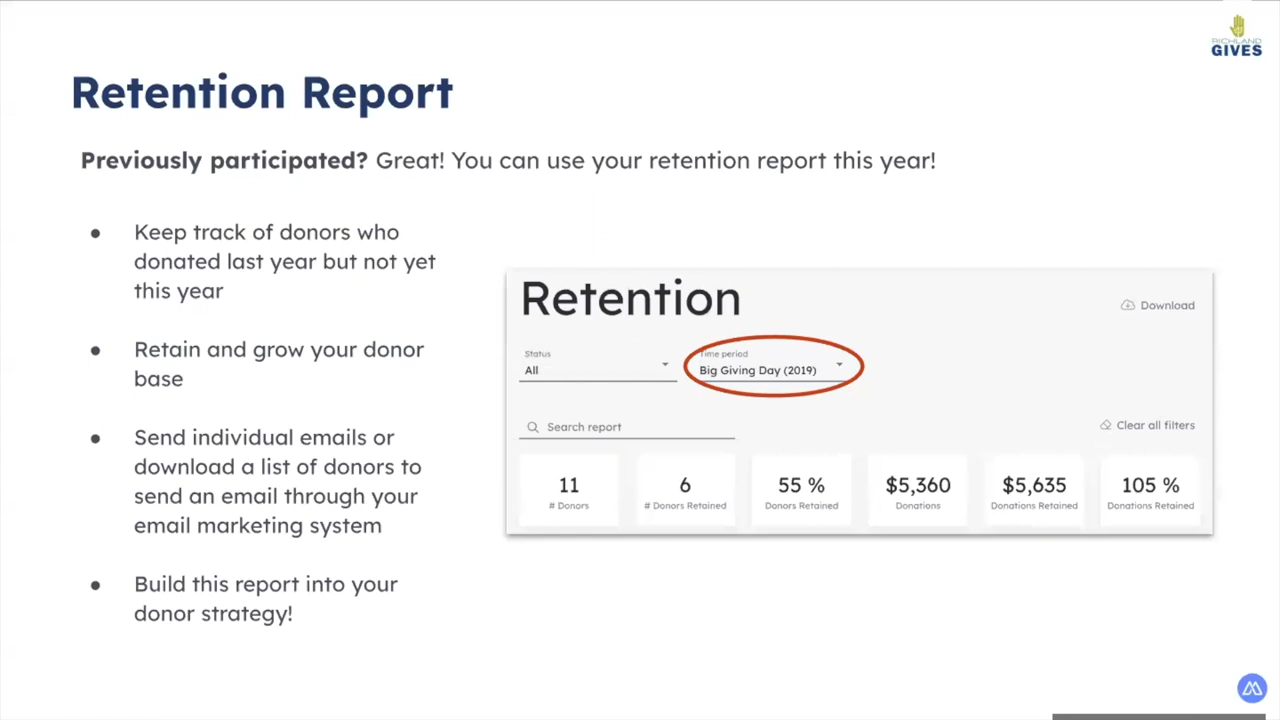 RICHLAND
GIVES
Retention Report
Previously participated? Great! You can use your retention report this year!
● Keep track of donors who
donated last year but not yet
this year
● Retain and grow your donor
base
● Send individual emails or
download a list of donors to
send an email through your
email marketing system
● Build this report into your
donor strategy!
Retention
Download
Status
All
Time period
Big Giving Day (2019)
Search report
Clear all filters
11
# Donors
6
# Donors Retained
55 %
Donors Retained
$5,360
Donations
$5,635
Donations Retained
105 %
Donations Retained